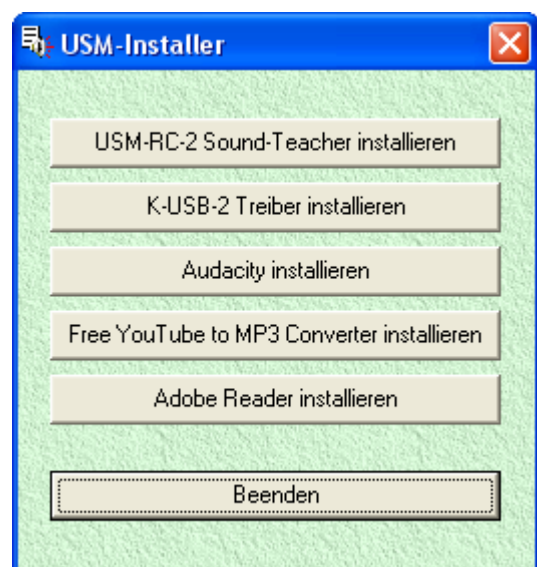 USM-Installer
USM-RC-2 Sound-Teacher installieren
K-USB-2 Treiber installieren
Audacity installieren
Free YouTube to MP3 Converter installieren
Adobe Reader installieren
Beenden